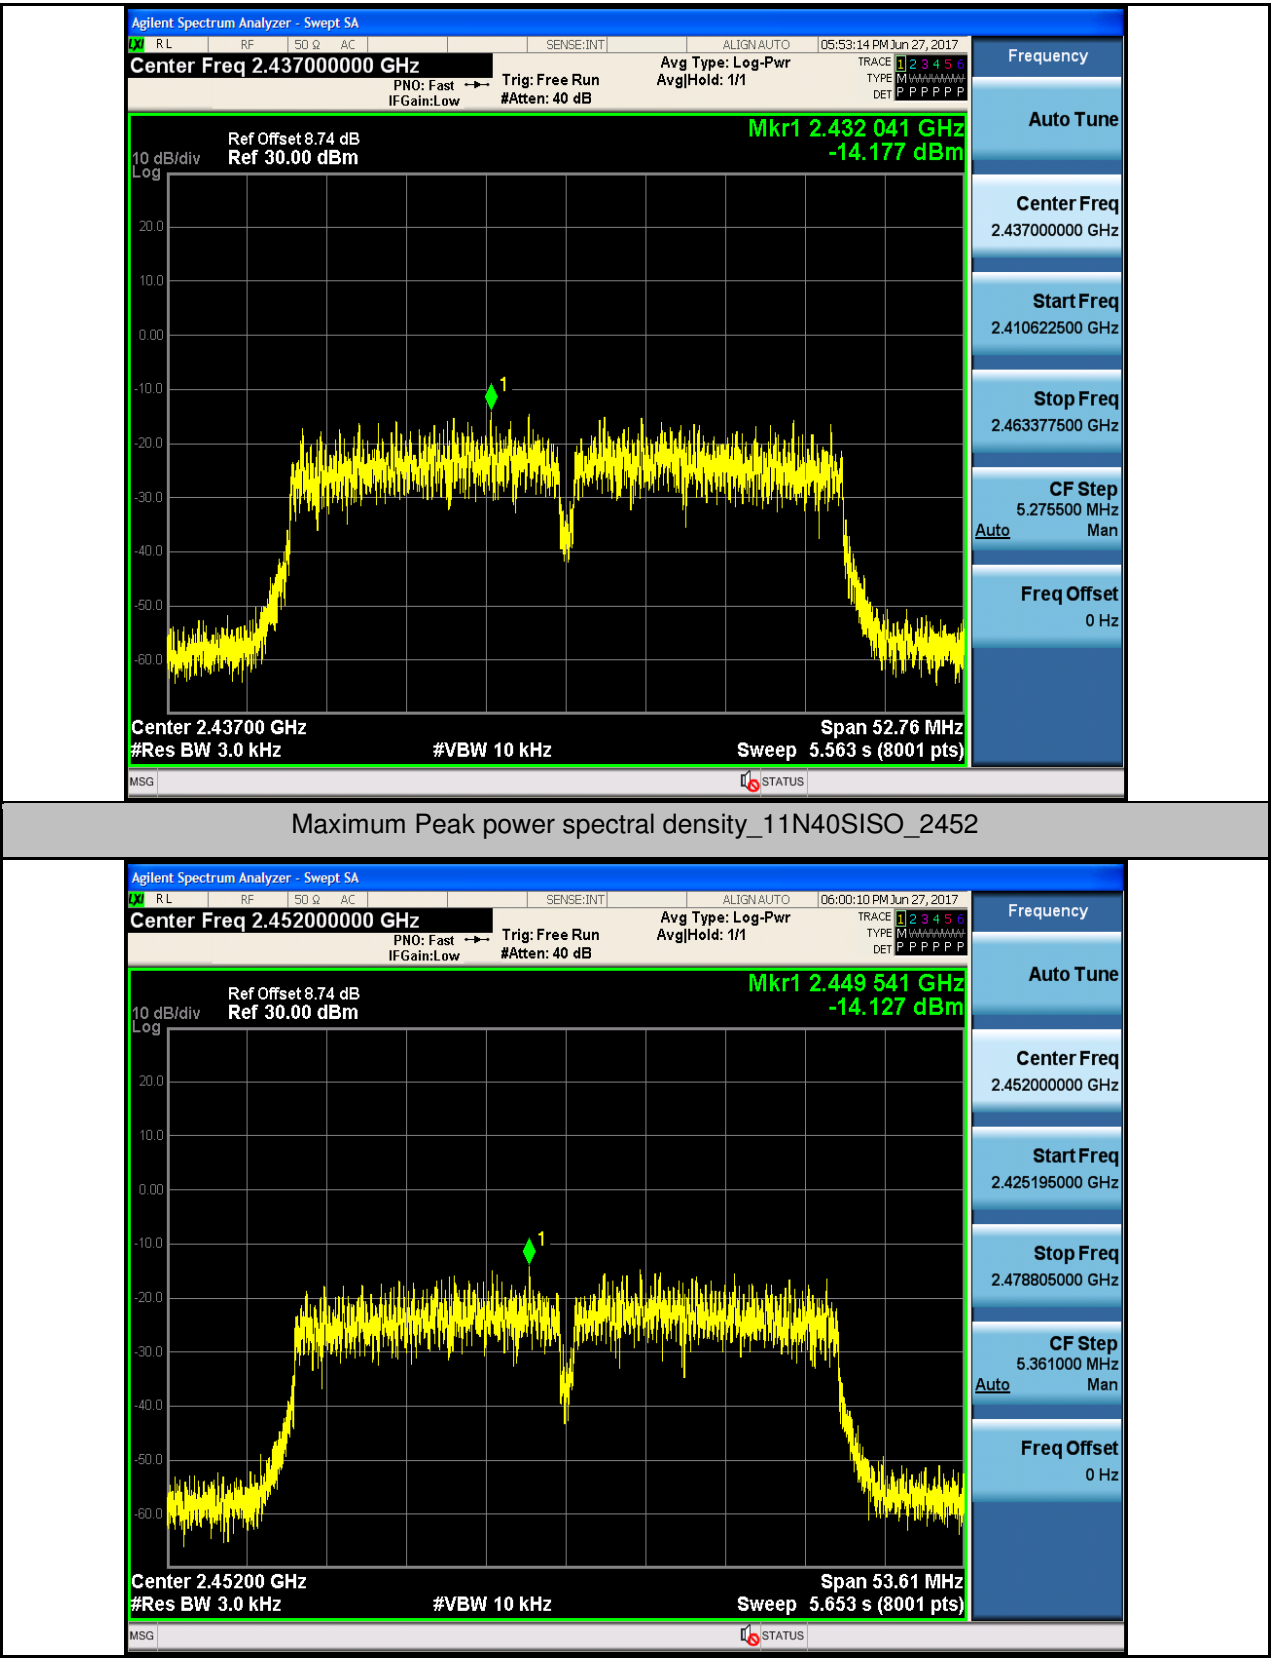 Agilent Spectrum Analyzer - Swept SA
LXI RL RF 50 Ω AC SENSE:INT ALIGN AUTO 05:53:14 PM Jun 27, 2017
Center Freq 2.437000000 GHz
PNO: Fast
IFGain:Low
Trig: Free Run
#Atten: 40 dB
Avg Type: Log-Pwr
Avg|Hold: 1/1
TRACE 1 2 3 4 5 6
TYPE M
DET P P P P P P
Frequency
Auto Tune
Center Freq
2.437000000 GHz
Start Freq
2.410622500 GHz
Stop Freq
2.463377500 GHz
CF Step
5.275500 MHz
Auto Man
Freq Offset
0 Hz
Mkr1 2.432 041 GHz
-14.177 dBm
Ref Offset 8.74 dB
10 dB/div Ref 30.00 dBm
Log
20.0
10.0
0.00
-10.0
-20.0
-30.0
-40.0
-50.0
-60.0
1
Center 2.43700 GHz Span 52.76 MHz
#Res BW 3.0 kHz #VBW 10 kHz Sweep 5.563 s (8001 pts)
MSG STATUS
Maximum Peak power spectral density_11N40SISO_2452
Agilent Spectrum Analyzer - Swept SA
LXI RL RF 50 Ω AC SENSE:INT ALIGN AUTO 06:00:10 PM Jun 27, 2017
Center Freq 2.452000000 GHz
PNO: Fast
IFGain:Low
Trig: Free Run
#Atten: 40 dB
Avg Type: Log-Pwr
Avg|Hold: 1/1
TRACE 1 2 3 4 5 6
TYPE M
DET P P P P P P
Frequency
Auto Tune
Center Freq
2.452000000 GHz
Start Freq
2.425195000 GHz
Stop Freq
2.478805000 GHz
CF Step
5.361000 MHz
Auto Man
Freq Offset
0 Hz
Mkr1 2.449 541 GHz
-14.127 dBm
Ref Offset 8.74 dB
10 dB/div Ref 30.00 dBm
Log
20.0
10.0
0.00
-10.0
-20.0
-30.0
-40.0
-50.0
-60.0
1
Center 2.45200 GHz Span 53.61 MHz
#Res BW 3.0 kHz #VBW 10 kHz Sweep 5.653 s (8001 pts)
MSG STATUS